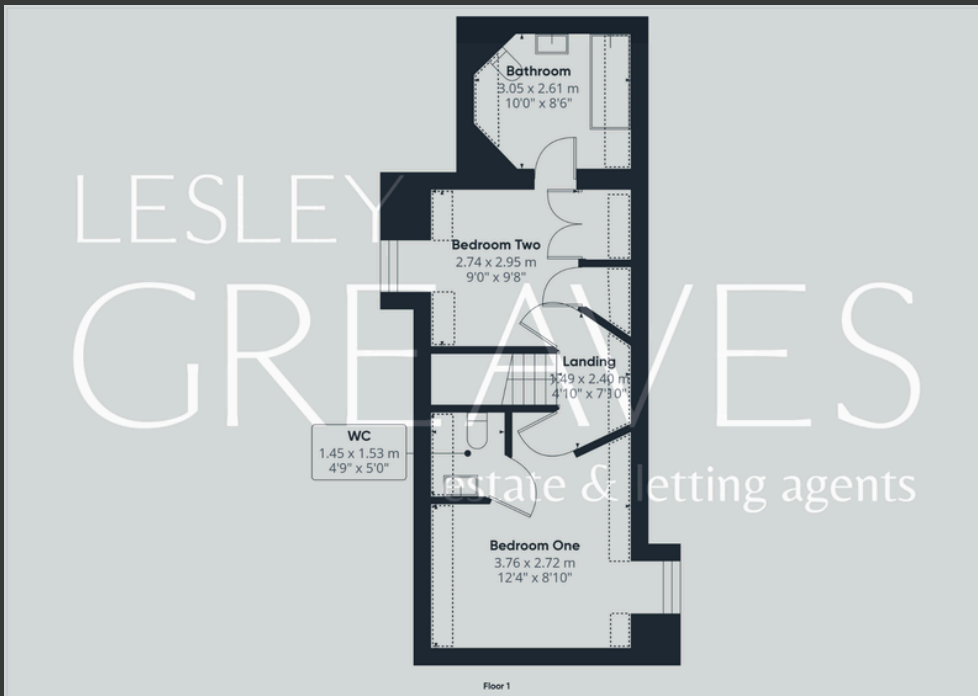 Bathroom
3.05 x 2.61 m
10'0" x 8'6"
LESLEY
GREAVES
estate & letting agents
Bedroom Two
2.74 x 2.95 m
9'0" x 9'8"
Landing
1.49 x 2.40 m
4'10" x 7'10"
WC
1.45 x 1.53 m
4'9" x 5'0"
Bedroom One
3.76 x 2.72 m
12'4" x 8'10"
Floor 1